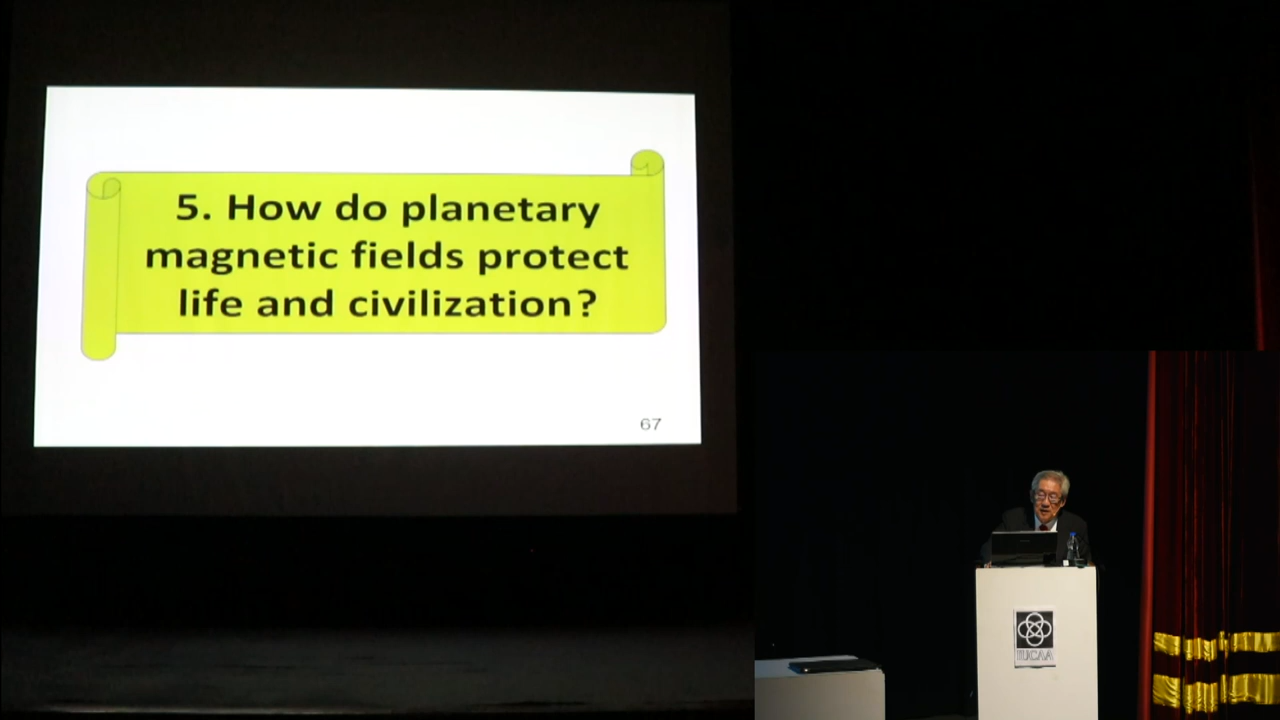 5. How do planetary
magnetic fields protect
life and civilization?
67
IUCAA